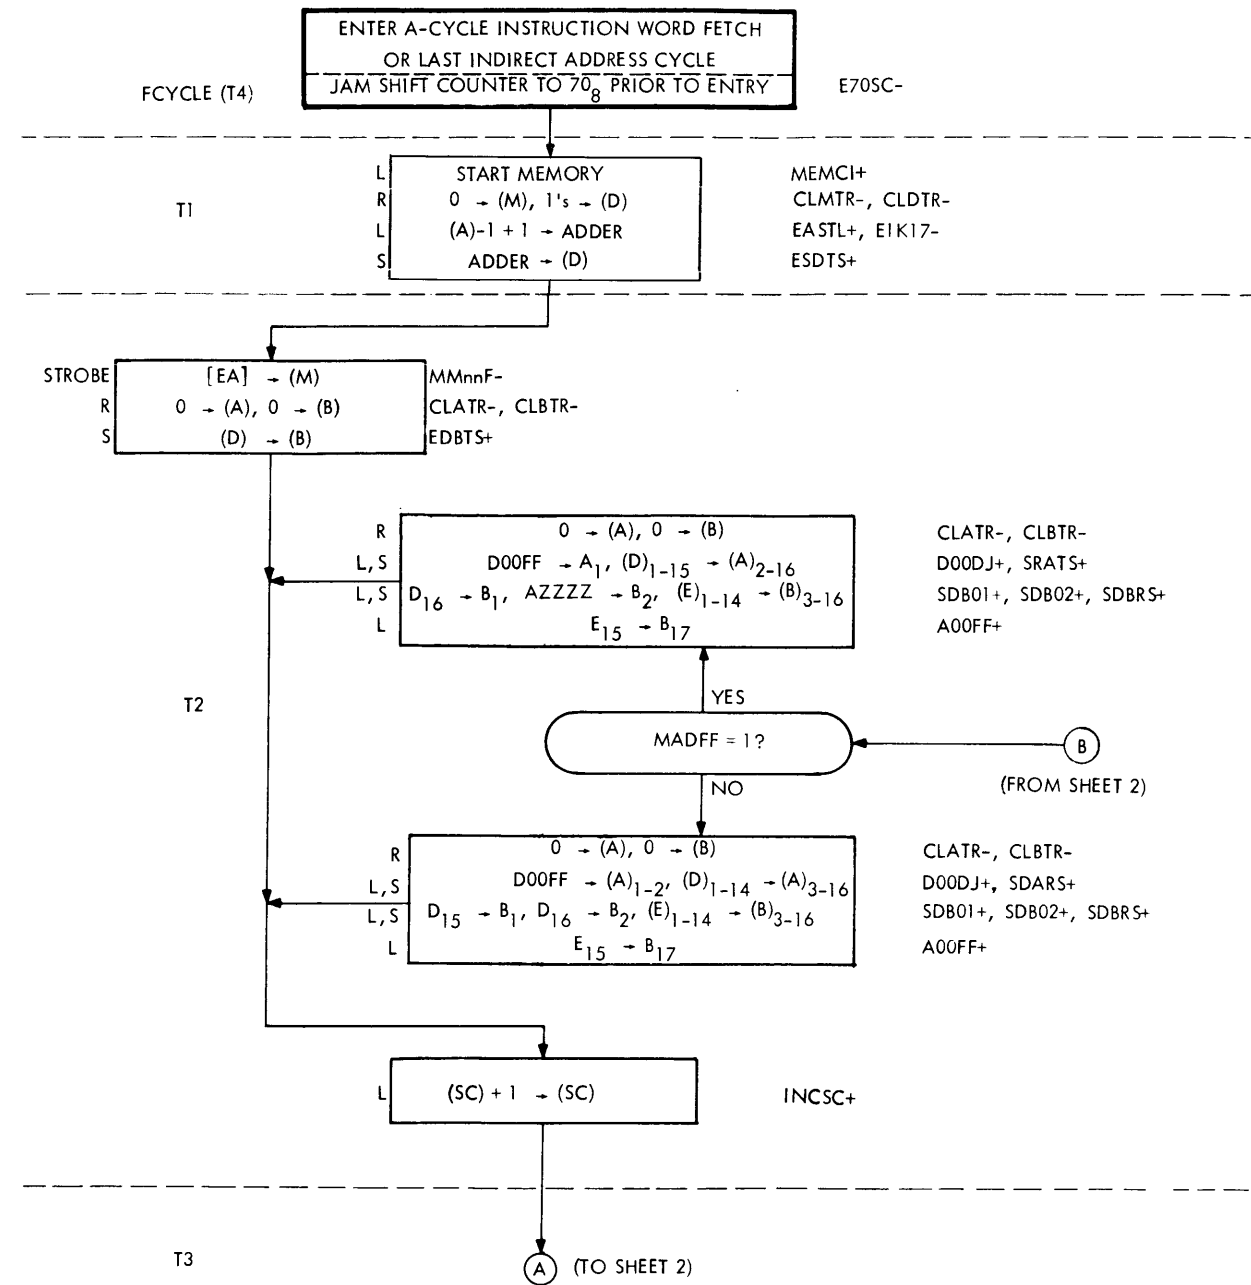 ENTER A-CYCLE INSTRUCTION WORD FETCH
OR LAST INDIRECT ADDRESS CYCLE
FCYCLE (T4) JAM SHIFT COUNTER TO 70₈ PRIOR TO ENTRY E70SC-
L START MEMORY MEMCI+
T1 R 0 → (M), 1's → (D) CLMTR-, CLDTR-
L (A)-1 + 1 → ADDER EASTL+, EIK17-
S ADDER → (D) ESDTS+
STROBE [EA] → (M) MMnnF-
R 0 → (A), 0 → (B) CLATR-, CLBTR-
S (D) → (B) EDBTS+
R 0 → (A), 0 → (B) CLATR-, CLBTR-
L, S D00FF → A₁, (D)₁₋₁₅ → (A)₂₋₁₆ D00DJ+, SRATS+
L, S D₁₆ → B₁, AZZZZ → B₂, (E)₁₋₁₄ → (B)₃₋₁₆ SDB01+, SDB02+, SDBRS+
L E₁₅ → B₁₇ A00FF+
T2
YES
MADFF = 1?
B
(FROM SHEET 2)
NO
R 0 → (A), 0 → (B) CLATR-, CLBTR-
L, S D00FF → (A)₁₋₂, (D)₁₋₁₄ → (A)₃₋₁₆ D00DJ+, SDARS+
L, S D₁₅ → B₁, D₁₆ → B₂, (E)₁₋₁₄ → (B)₃₋₁₆ SDB01+, SDB02+, SDBRS+
L E₁₅ → B₁₇ A00FF+
L (SC) + 1 → (SC) INCSC+
T3 A (TO SHEET 2)